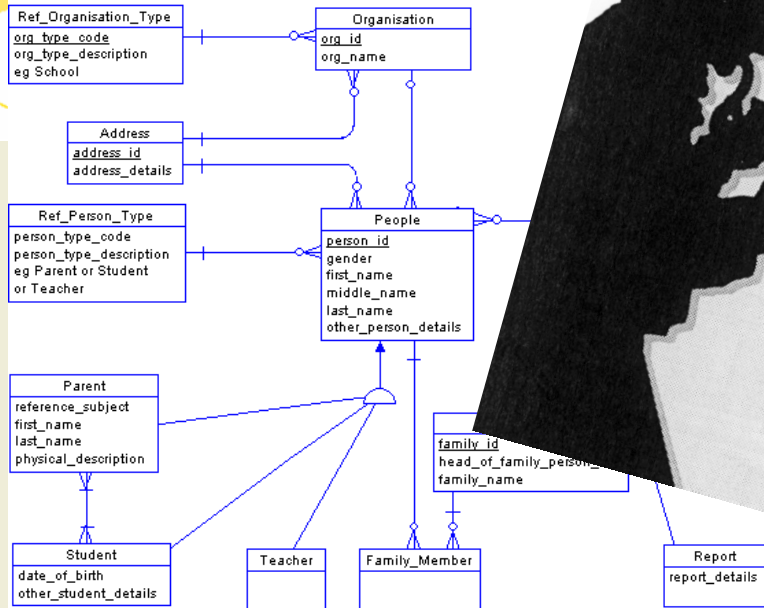 Ref_Organisation_Type
org_type_code
org_type_description
eg School
Organisation
org_id
org_name
Address
address_id
address_details
Ref_Person_Type
person_type_code
person_type_description
eg Parent or Student
or Teacher
People
person_id
gender
first_name
middle_name
last_name
other_person_details
Parent
reference_subject
first_name
last_name
physical_description
family_id
head_of_family_person_
family_name
Student
date_of_birth
other_student_details
Teacher
Family_Member
Report
report_details